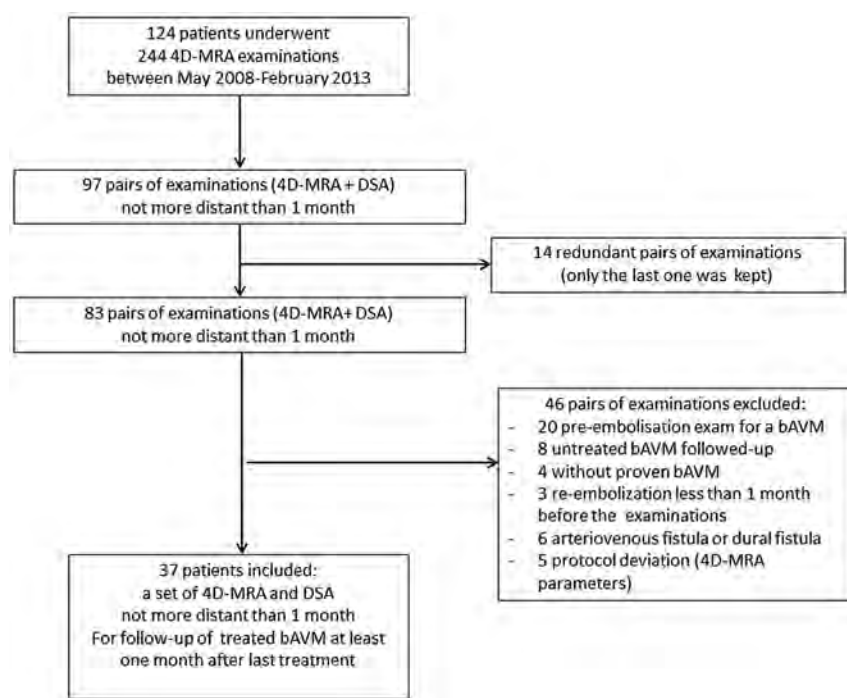 124 patients underwent
244 4D-MRA examinations
between May 2008-February 2013
97 pairs of examinations (4D-MRA + DSA)
not more distant than 1 month
14 redundant pairs of examinations
(only the last one was kept)
83 pairs of examinations (4D-MRA+ DSA)
not more distant than 1 month
46 pairs of examinations excluded:
- 20 pre-embolisation exam for a bAVM
- 8 untreated bAVM followed-up
- 4 without proven bAVM
- 3 re-embolization less than 1 month
before the examinations
- 6 arteriovenous fistula or dural fistula
- 5 protocol deviation (4D-MRA
parameters)
37 patients included:
a set of 4D-MRA and DSA
not more distant than 1 month
For follow-up of treated bAVM at least
one month after last treatment